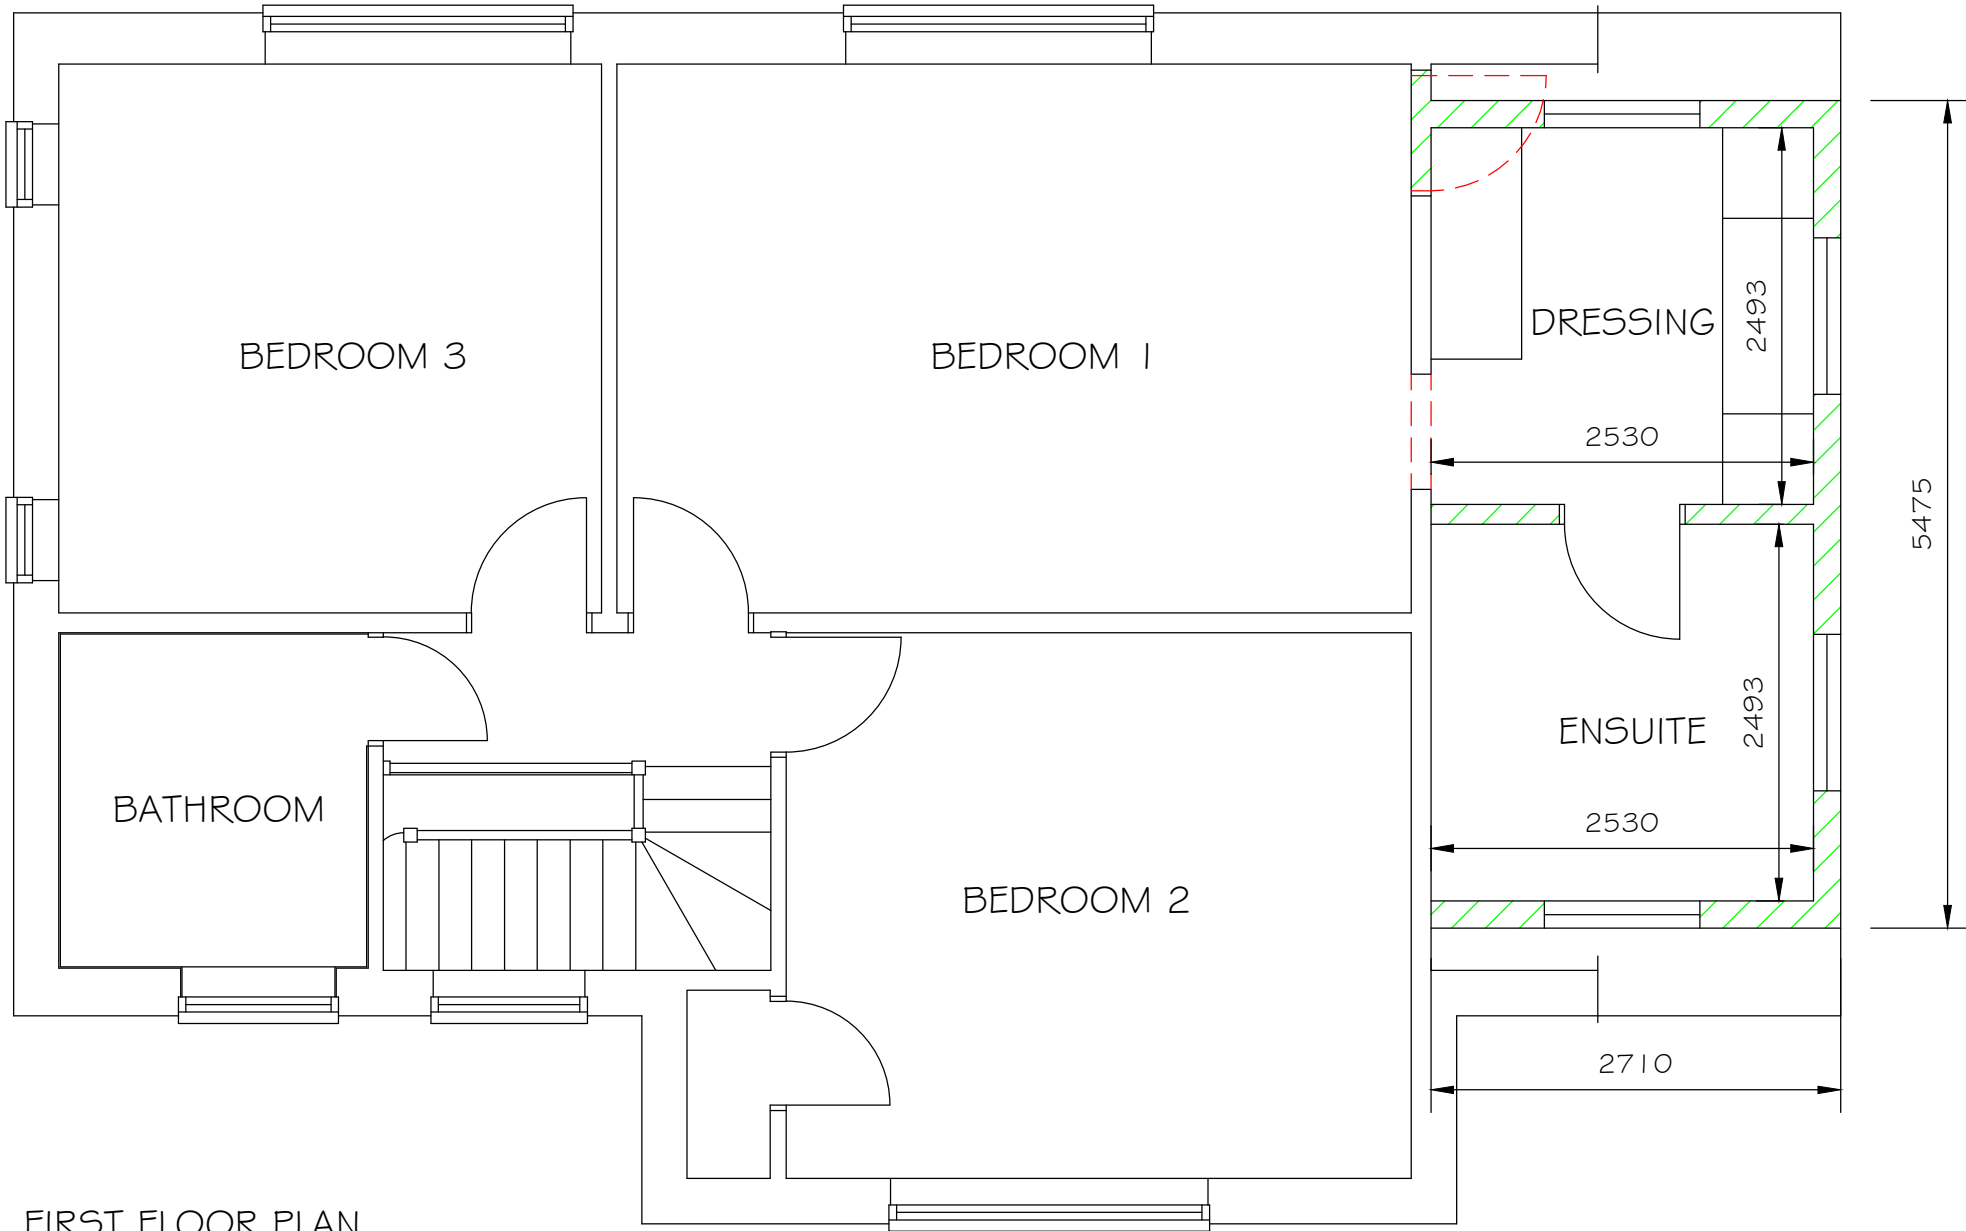 BEDROOM 3
BEDROOM 1
DRESSING
2493
2530
5475
ENSUITE
2493
BATHROOM
2530
BEDROOM 2
2710
FIRST FLOOR PLAN